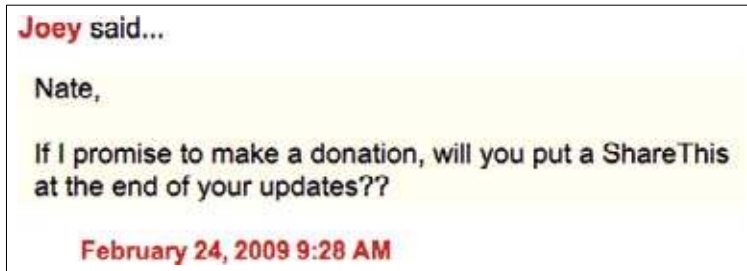 Joey said...
Nate,
If I promise to make a donation, will you put a ShareThis
at the end of your updates??
February 24, 2009 9:28 AM